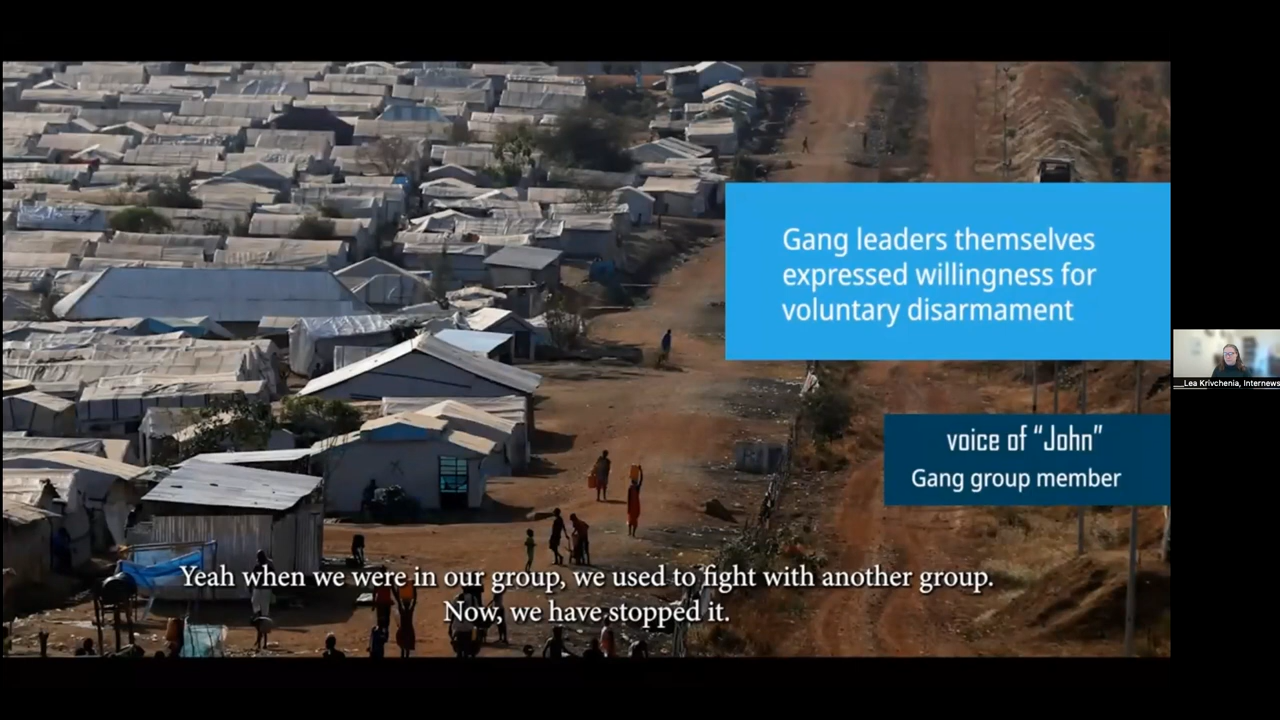 Gang leaders themselves
expressed willingness for
voluntary disarmament
voice of “John”
Gang group member
Yeah when we were in our group, we used to fight with another group.
Now, we have stopped it.
__Lea Krivchenia, Internews